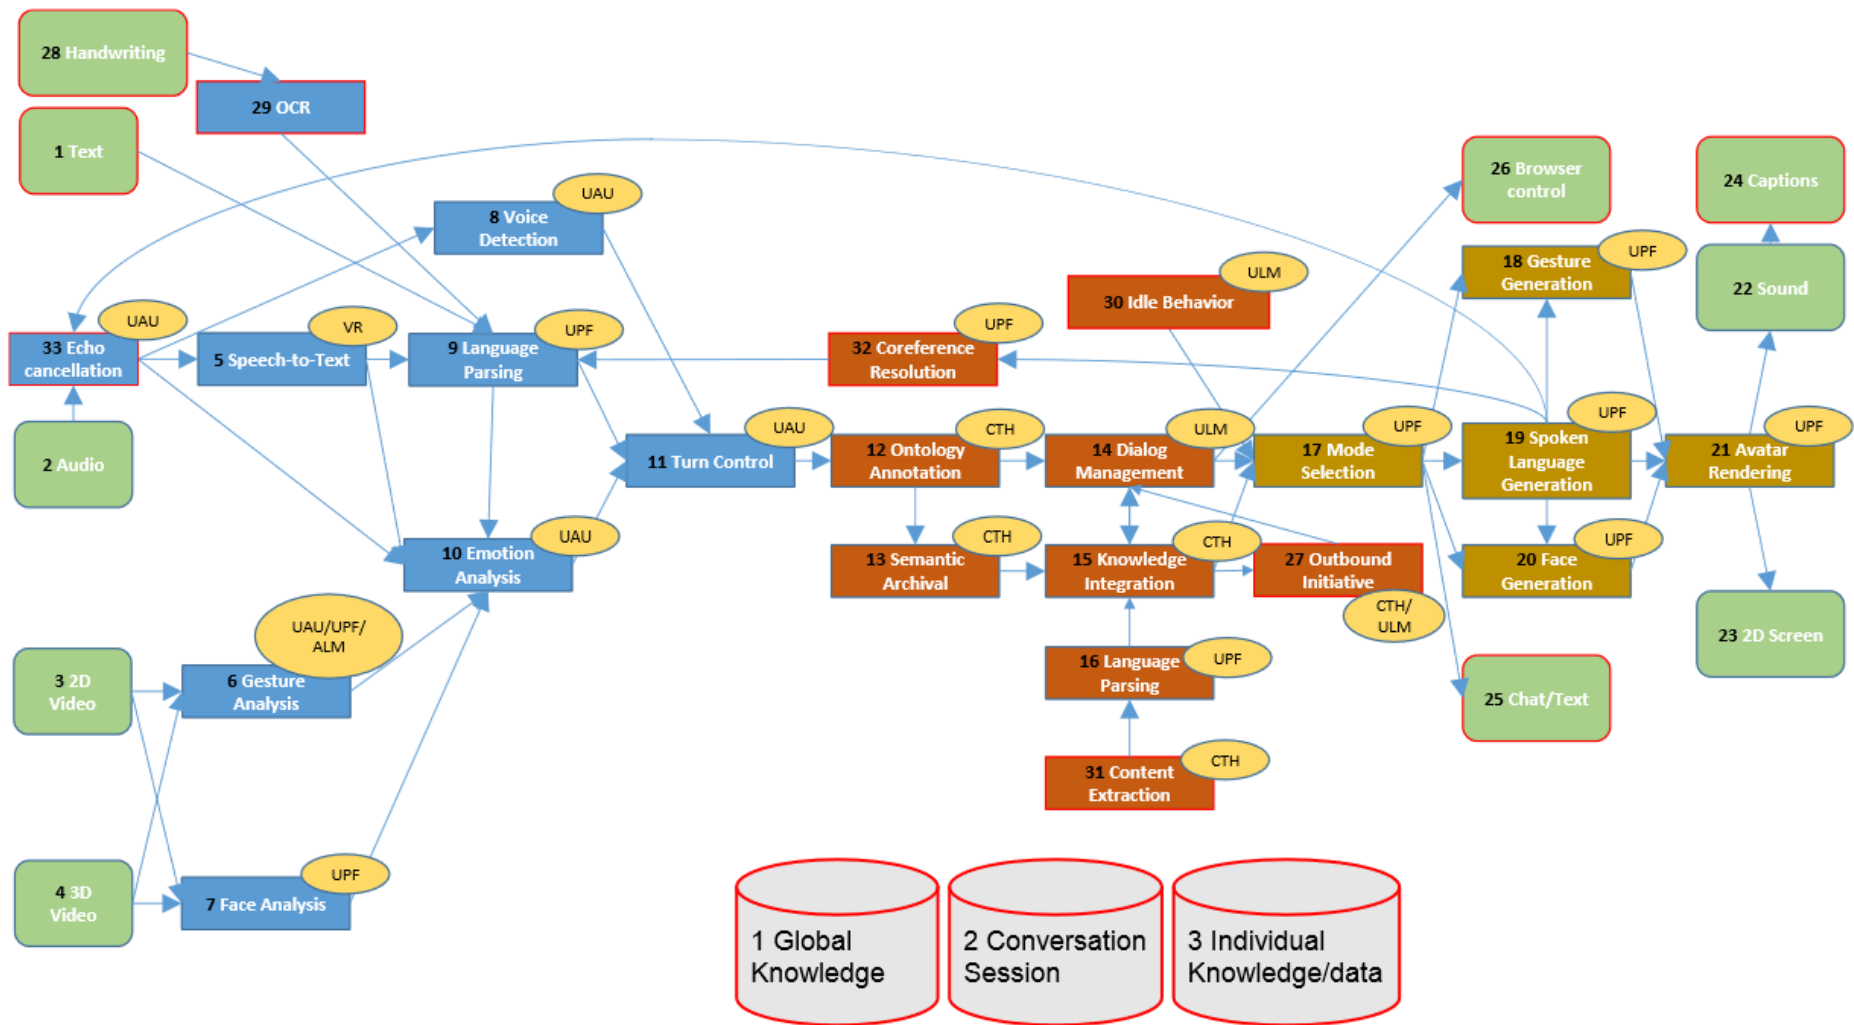 28 Handwriting
29 OCR
1 Text
26 Browser
control
24 Captions
UAU
8 Voice
Detection
UPF
18 Gesture
Generation
ULM
30 Idle Behavior
22 Sound
UAU
33 Echo
cancellation
VR
5 Speech-to-Text
UPF
9 Language
Parsing
UPF
32 Coreference
Resolution
2 Audio
UAU
11 Turn Control
CTH
12 Ontology
Annotation
ULM
14 Dialog
Management
UPF
17 Mode
Selection
UPF
19 Spoken
Language
Generation
UPF
21 Avatar
Rendering
UAU
10 Emotion
Analysis
CTH
13 Semantic
Archival
CTH
15 Knowledge
Integration
27 Outbound
Initiative
CTH/
ULM
UPF
20 Face
Generation
UAU/UPF/
ALM
3 2D
Video
6 Gesture
Analysis
UPF
16 Language
Parsing
23 2D Screen
25 Chat/Text
CTH
31 Content
Extraction
4 3D
Video
UPF
7 Face Analysis
1 Global
Knowledge
2 Conversation
Session
3 Individual
Knowledge/data